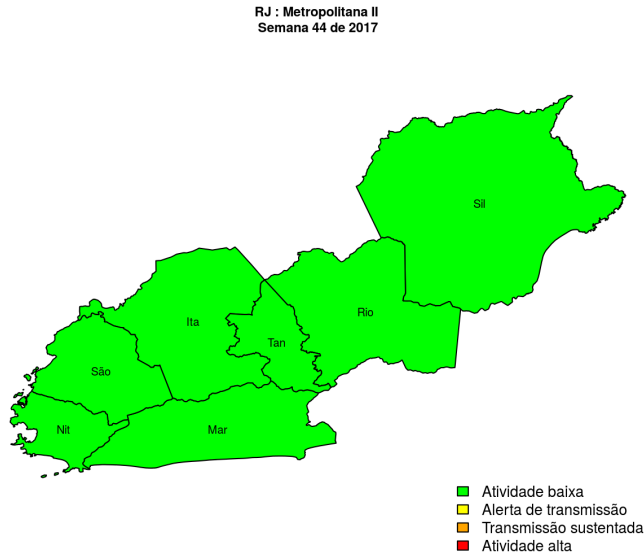 RJ : Metropolitana II
Semana 44 de 2017
Sil
Rio
Ita
Tan
São
Nit
Mar
Atividade baixa
Alerta de transmissão
Transmissão sustentada
Atividade alta